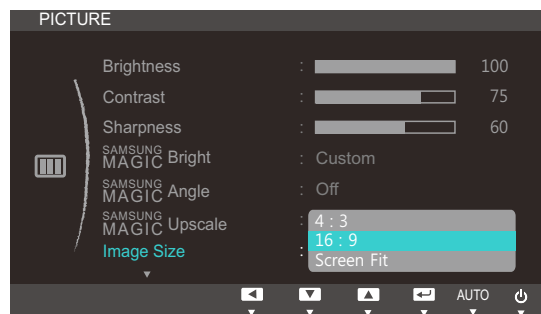 PICTURE
Brightness : 100
Contrast : 75
Sharpness : 60
SAMSUNG MAGIC Bright : Custom
SAMSUNG MAGIC Angle : Off
SAMSUNG MAGIC Upscale :
Image Size :
4 : 3
16 : 9
Screen Fit
AUTO